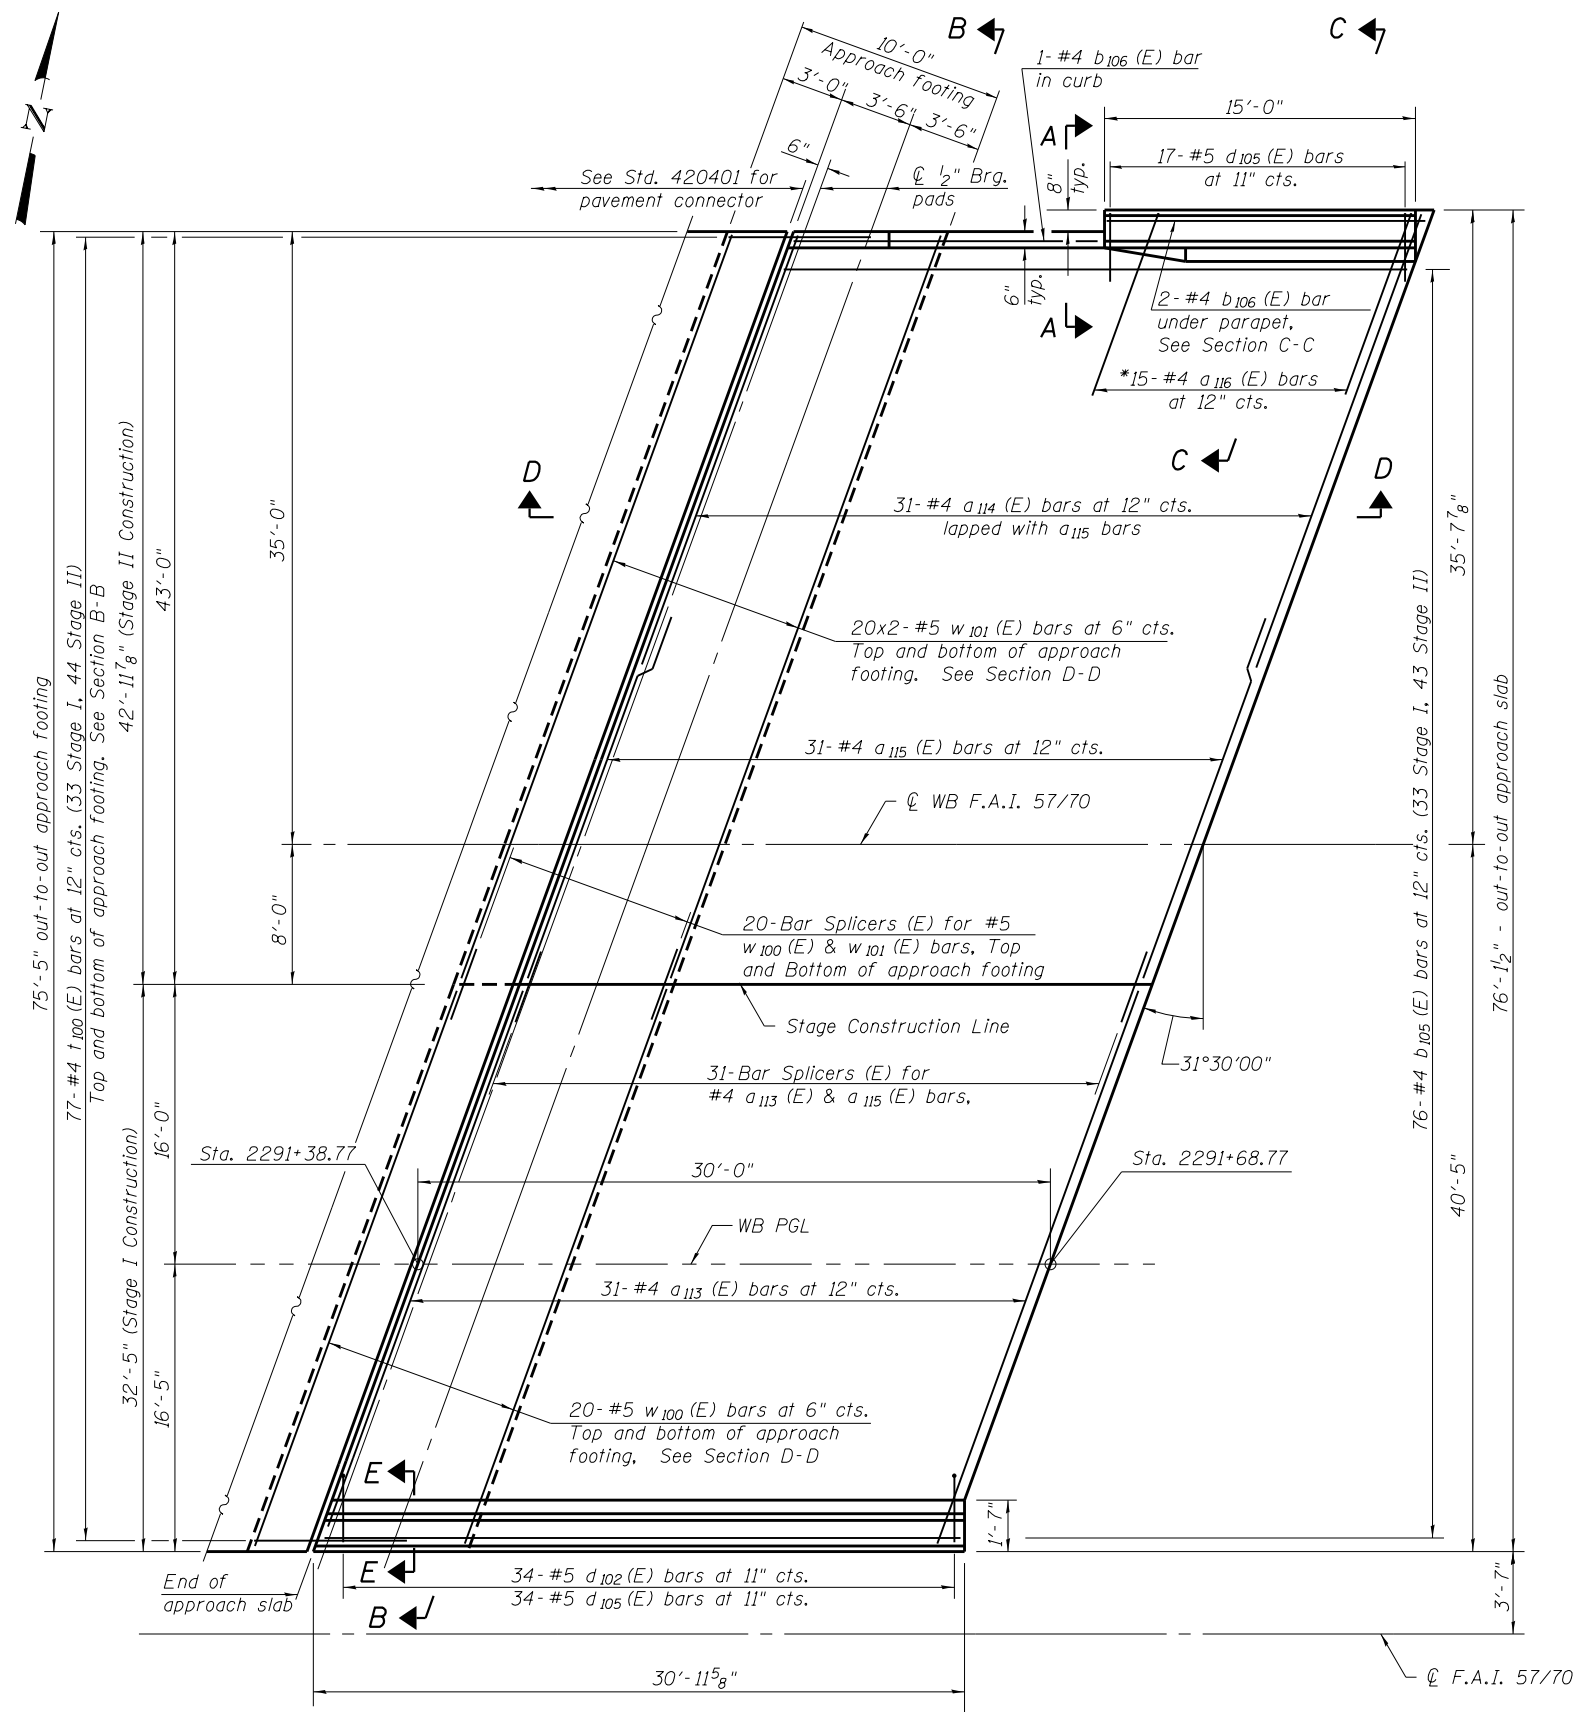 N
B
C
10'-0"
Approach footing
3'-0"
3'-6"
3'-6"
6"
1-#4 b106 (E) bar
in curb
15'-0"
A
17-#5 d105 (E) bars
at 11" cts.
8"
typ.
See Std. 420401 for
pavement connector
℄ 1/2" Brg.
pads
6"
typ.
A
2-#4 b106 (E) bar
under parapet,
See Section C-C
*15-#4 a116 (E) bars
at 12" cts.
C
D
D
31-#4 a114 (E) bars at 12" cts.
lapped with a115 bars
20x2-#5 w101 (E) bars at 6" cts.
Top and bottom of approach
footing. See Section D-D
31-#4 a115 (E) bars at 12" cts.
℄ WB F.A.I. 57/70
20-Bar Splicers (E) for #5
w100 (E) & w101 (E) bars, Top
and Bottom of approach footing
Stage Construction Line
31°30'00"
31-Bar Splicers (E) for
#4 a113 (E) & a115 (E) bars,
Sta. 2291+38.77
30'-0"
Sta. 2291+68.77
WB PGL
31-#4 a113 (E) bars at 12" cts.
20-#5 w100 (E) bars at 6" cts.
Top and bottom of approach
footing, See Section D-D
E
E
1'-7"
34-#5 d102 (E) bars at 11" cts.
34-#5 d105 (E) bars at 11" cts.
End of
approach slab
B
30'-11 5/8"
℄ F.A.I. 57/70
75'-5" out-to-out approach footing
77-#4 t100 (E) bars at 12" cts. (33 Stage I, 44 Stage II)
Top and bottom of approach footing. See Section B-B
42'-11 7/8" (Stage II Construction)
32'-5" (Stage I Construction)
43'-0"
16'-0"
16'-5"
35'-0"
8'-0"
76-#4 b105 (E) bars at 12" cts. (33 Stage I, 43 Stage II)
35'-7 7/8"
40'-5"
76'-1 1/2" - out-to-out approach slab
3'-7"